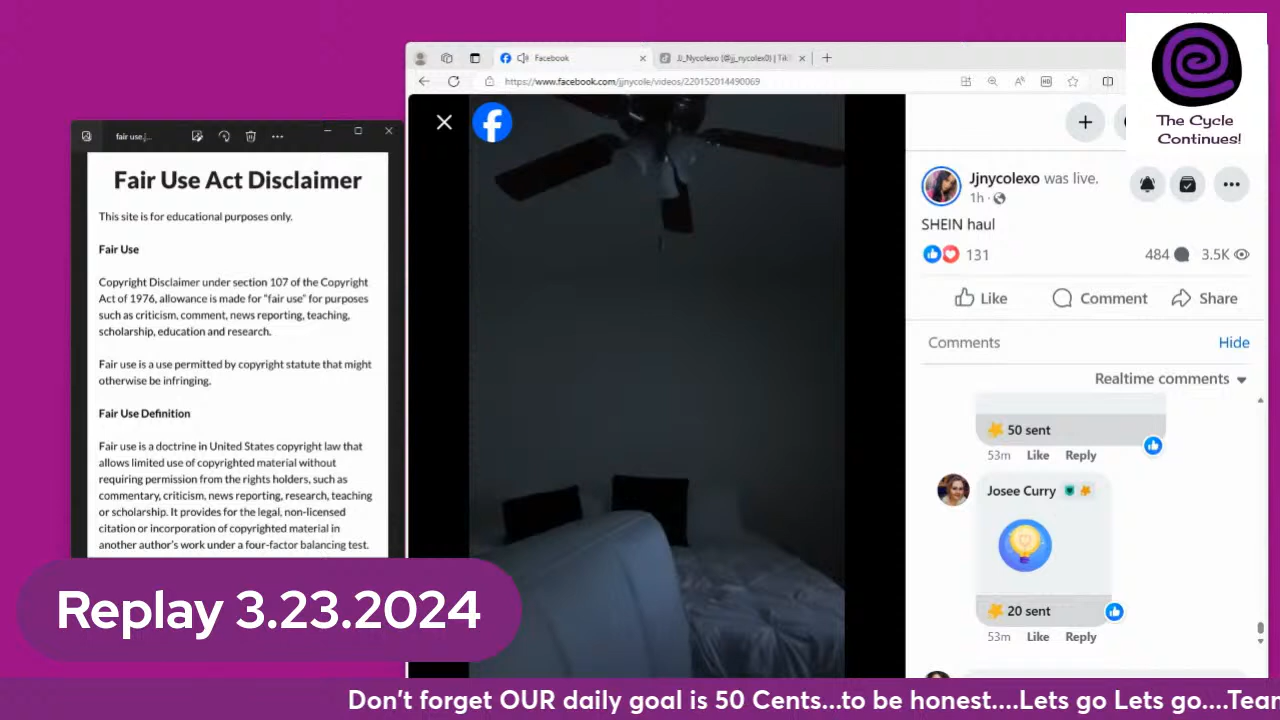 The Cycle
Continues!
Facebook
JJ_Nycolexo (@jj_nycolex0) | Tik
https://www.facebook.com/jjnycolle/videos/220152014490069
fair use.j...
Fair Use Act Disclaimer
This site is for educational purposes only.
Fair Use
Copyright Disclaimer under section 107 of the Copyright
Act of 1976, allowance is made for "fair use" for purposes
such as criticism, comment, news reporting, teaching,
scholarship, education and research.
Fair use is a use permitted by copyright statute that might
otherwise be infringing.
Fair Use Definition
Fair use is a doctrine in United States copyright law that
allows limited use of copyrighted material without
requiring permission from the rights holders, such as
commentary, criticism, news reporting, research, teaching
or scholarship. It provides for the legal, non-licensed
citation or incorporation of copyrighted material in
another author's work under a four-factor balancing test.
Jjnycolexo was live.
1h ·
SHEIN haul
131
484
3.5K
Like
Comment
Share
Comments
Hide
Realtime comments
50 sent
53m Like Reply
Josee Curry
20 sent
53m Like Reply
Replay 3.23.2024
Don't forget OUR daily goal is 50 Cents...to be honest....Lets go Lets go....Tear